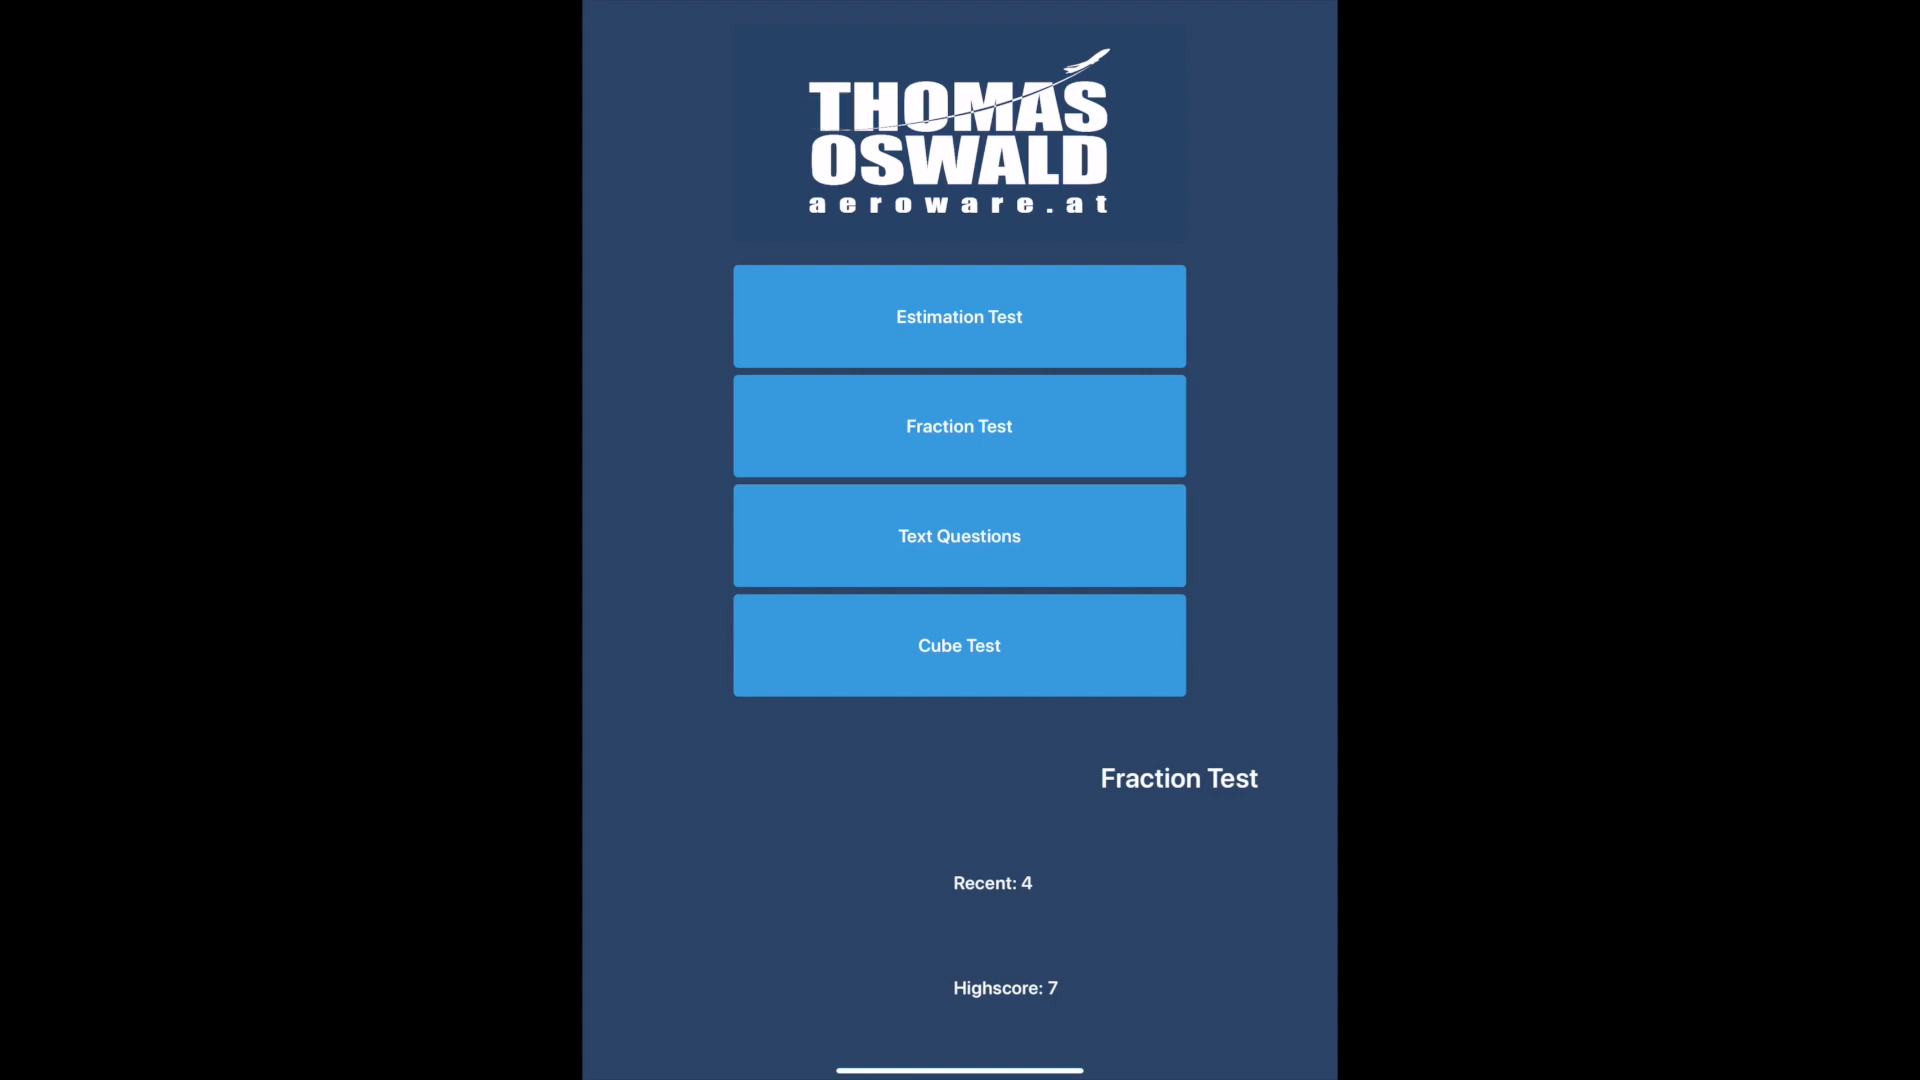 THOMAS
OSWALD
aeroware.at
Estimation Test
Fraction Test
Text Questions
Cube Test
Fraction Test
Recent: 4
Highscore: 7